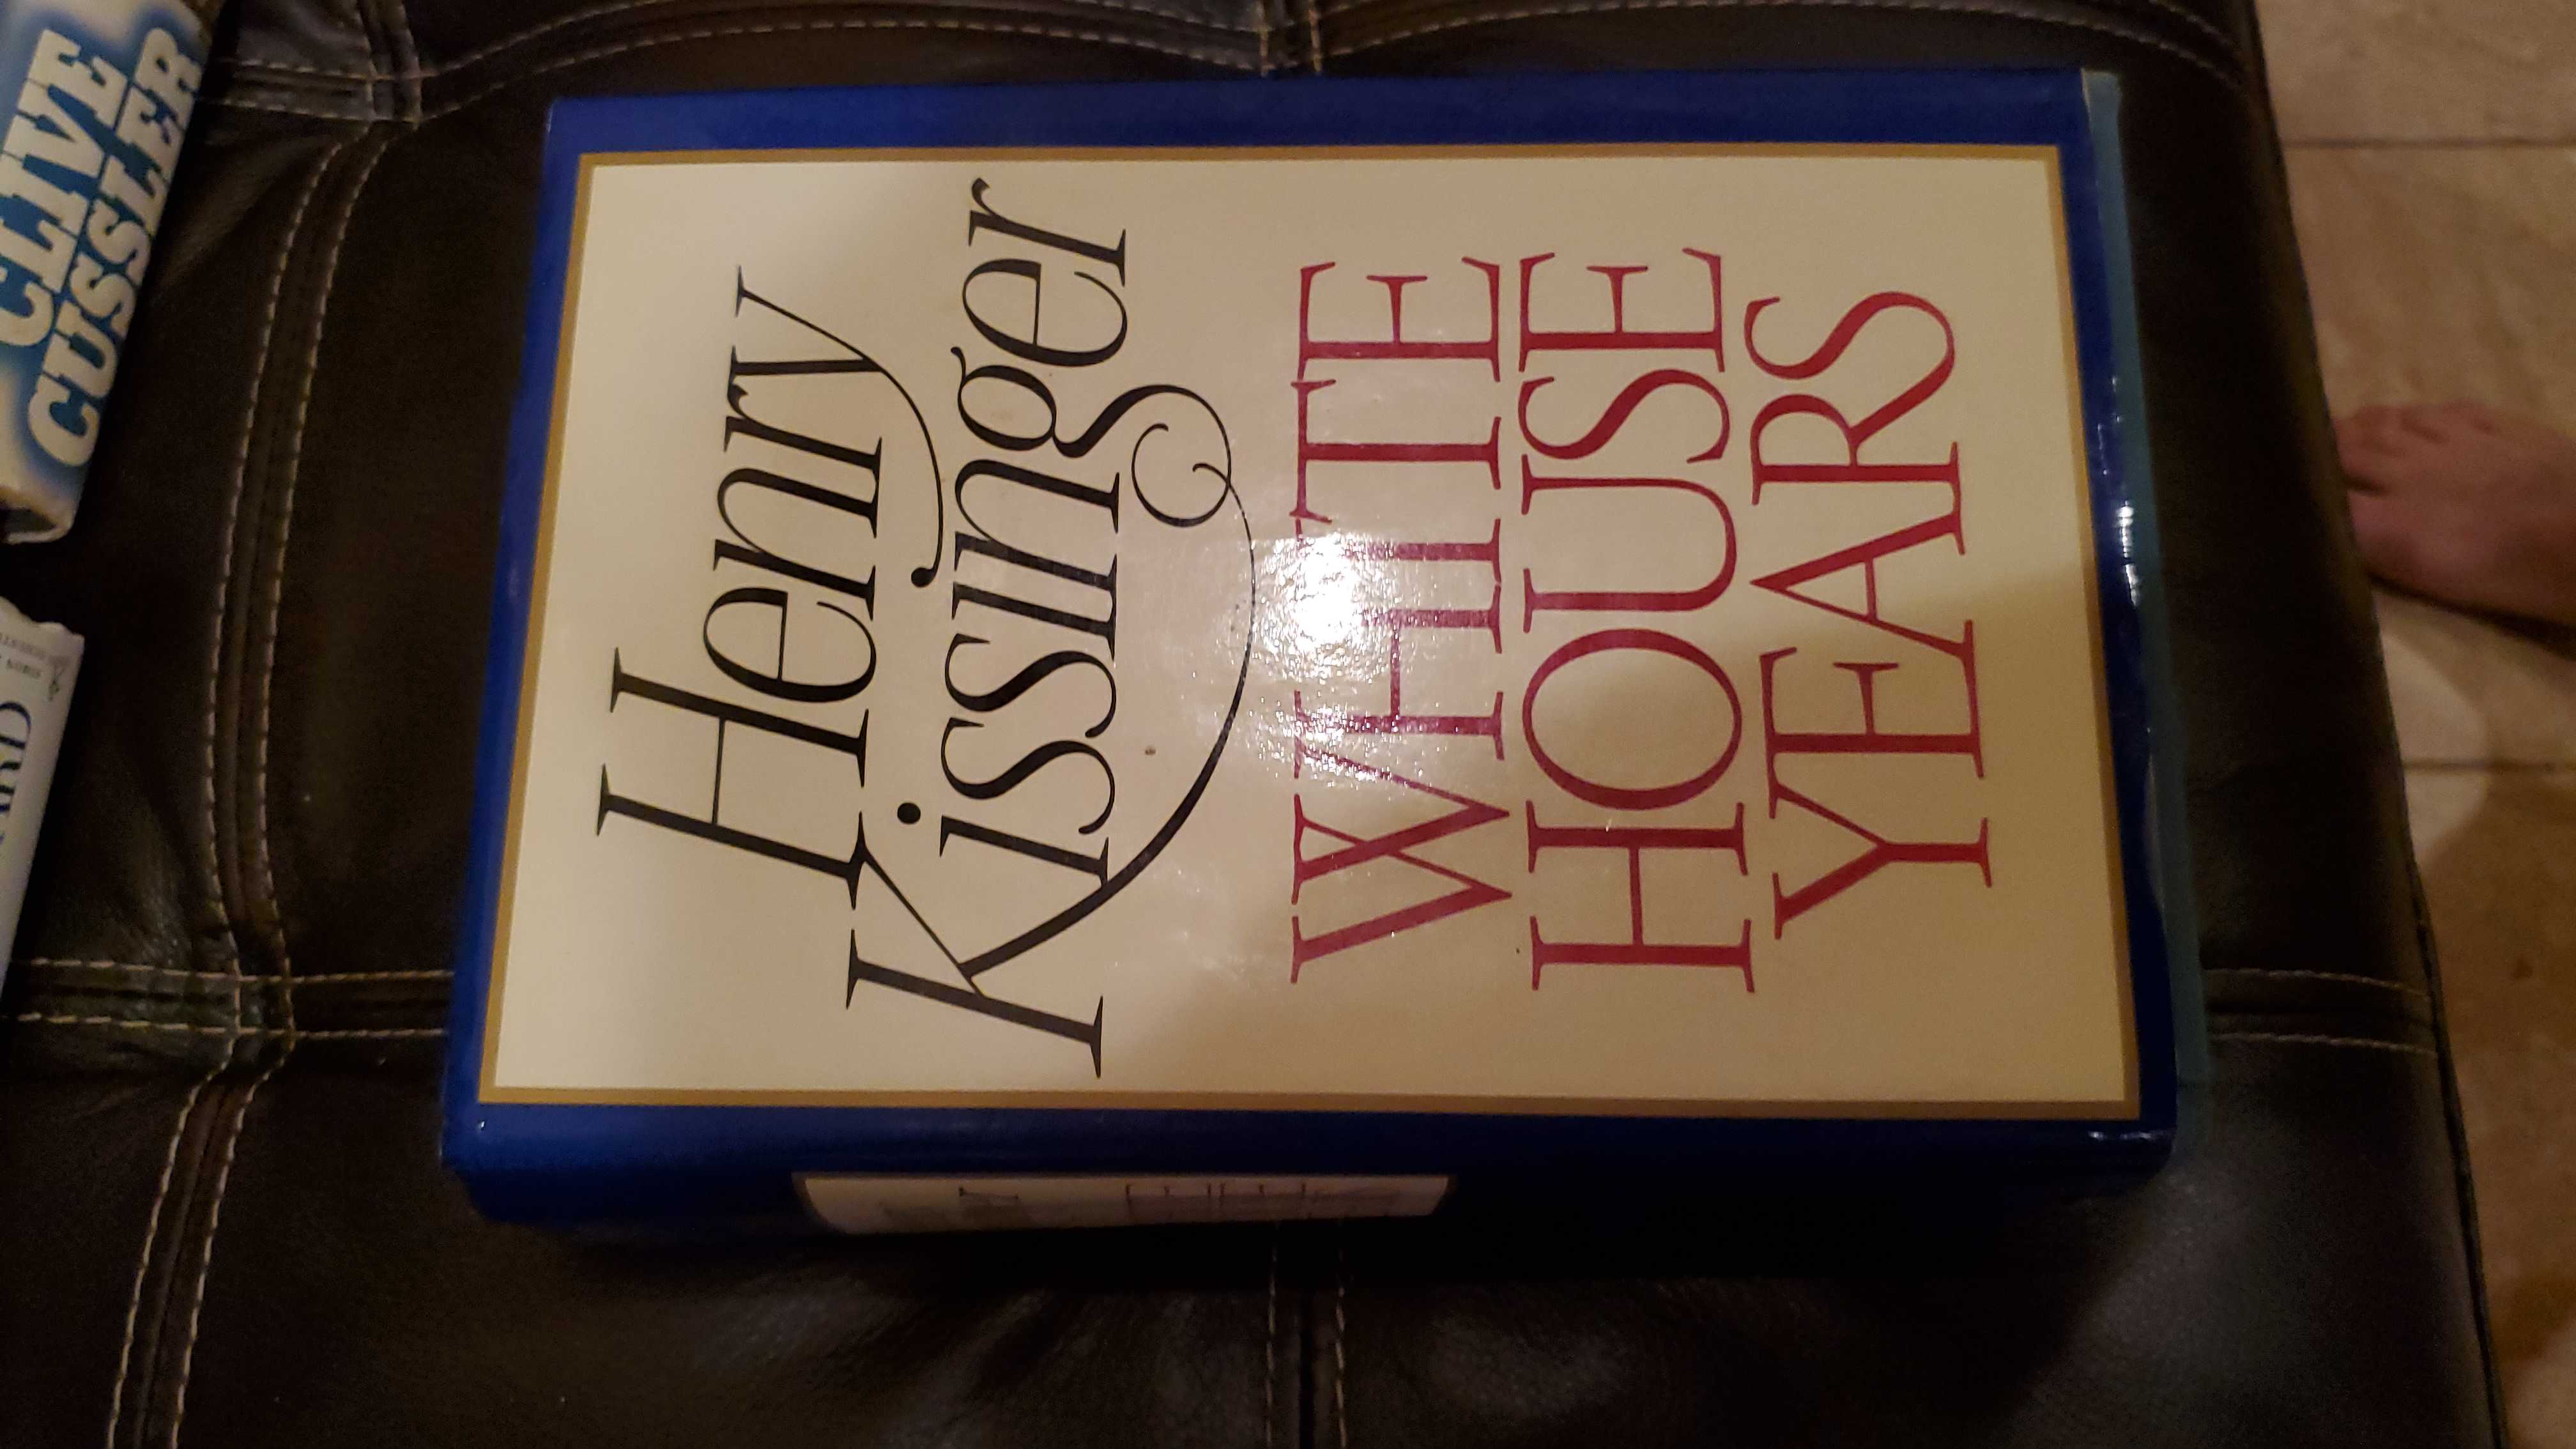 Henry
Kissinger
WHITE
HOUSE
YEARS
CLIVE
CUSSLER